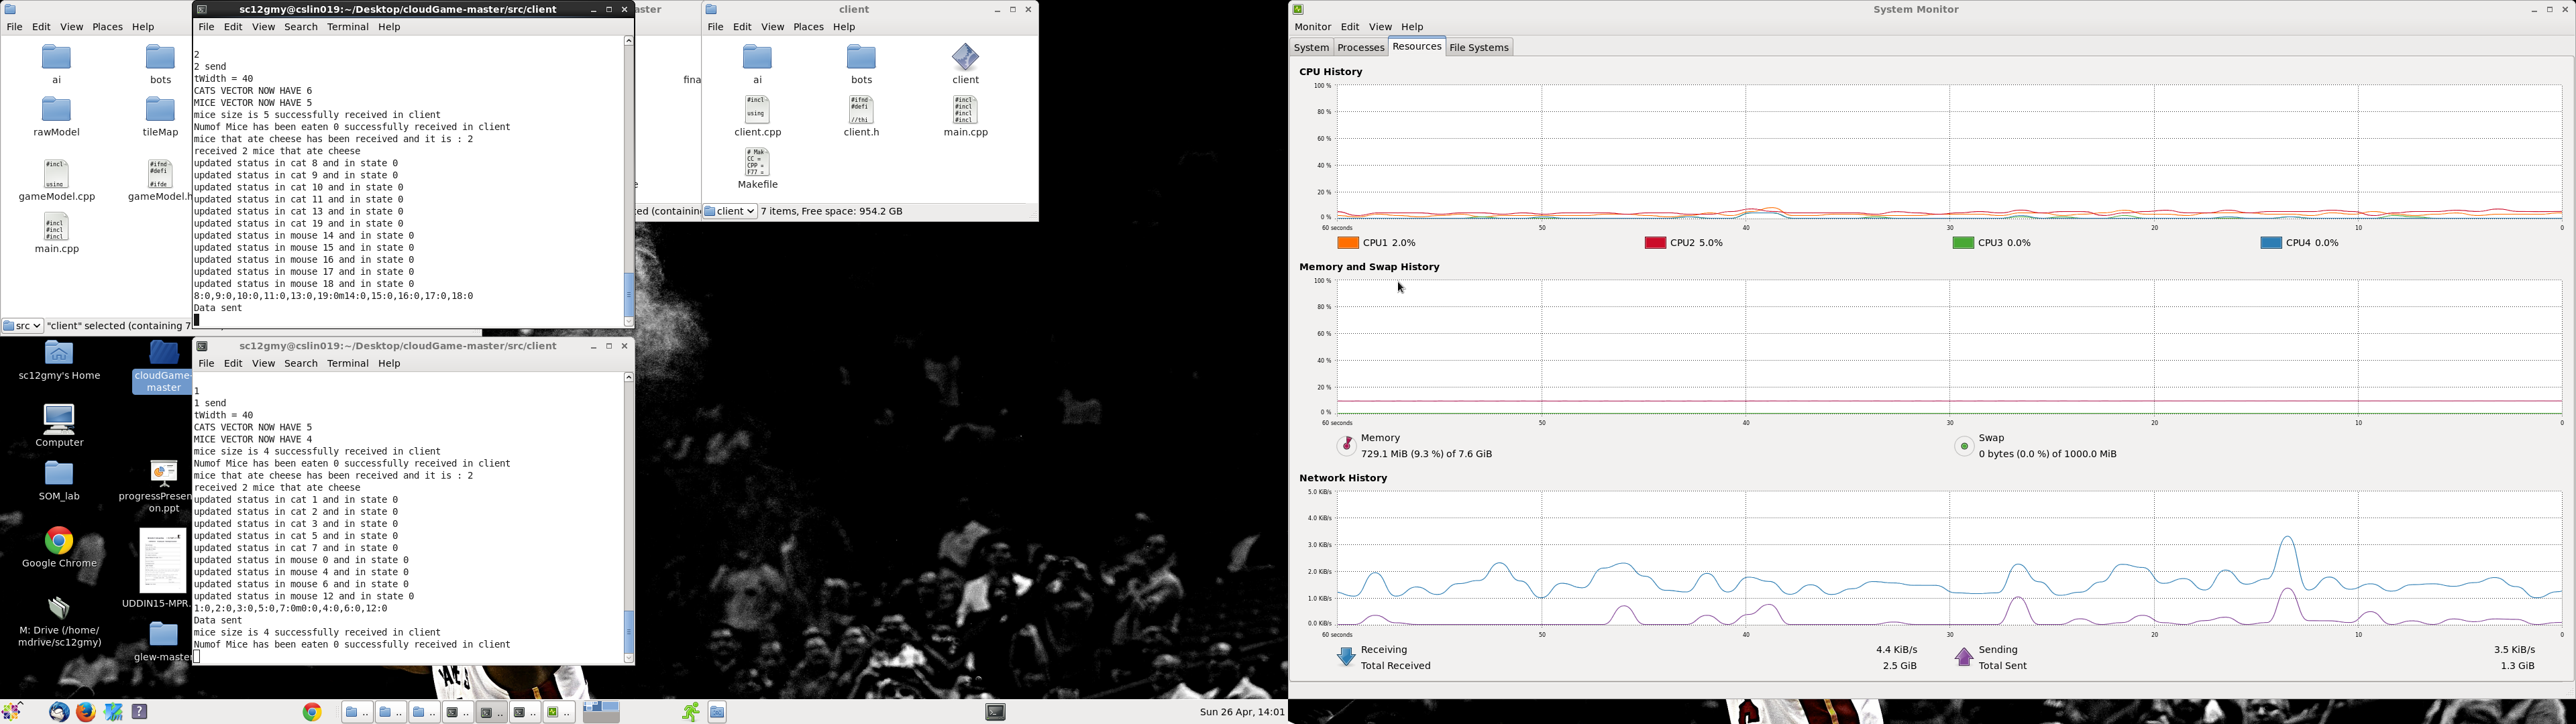 File Edit View Places Help
ai
bots
rawModel
tileMap
gameModel.cpp
gameModel.h
main.cpp
src
"client" selected (containing 7
sc12gmy@cslin019:~/Desktop/cloudGame-master/src/client
File Edit View Search Terminal Help
2
2 send
tWidth = 40
CATS VECTOR NOW HAVE 6
MICE VECTOR NOW HAVE 5
mice size is 5 successfully received in client
Numof Mice has been eaten 0 successfully received in client
mice that ate cheese has been received and it is : 2
received 2 mice that ate cheese
updated status in cat 8 and in state 0
updated status in cat 9 and in state 0
updated status in cat 10 and in state 0
updated status in cat 11 and in state 0
updated status in cat 13 and in state 0
updated status in cat 19 and in state 0
updated status in mouse 14 and in state 0
updated status in mouse 15 and in state 0
updated status in mouse 16 and in state 0
updated status in mouse 17 and in state 0
updated status in mouse 18 and in state 0
8:0,9:0,10:0,11:0,13:0,19:0m14:0,15:0,16:0,17:0,18:0
Data sent
ster
fina
ted (containing
client
File Edit View Places Help
ai
bots
client
client.cpp
client.h
main.cpp
Makefile
client
7 items, Free space: 954.2 GB
sc12gmy@cslin019:~/Desktop/cloudGame-master/src/client
File Edit View Search Terminal Help
1
1 send
tWidth = 40
CATS VECTOR NOW HAVE 5
MICE VECTOR NOW HAVE 4
mice size is 4 successfully received in client
Numof Mice has been eaten 0 successfully received in client
mice that ate cheese has been received and it is : 2
received 2 mice that ate cheese
updated status in cat 1 and in state 0
updated status in cat 2 and in state 0
updated status in cat 3 and in state 0
updated status in cat 5 and in state 0
updated status in cat 7 and in state 0
updated status in mouse 0 and in state 0
updated status in mouse 4 and in state 0
updated status in mouse 6 and in state 0
updated status in mouse 12 and in state 0
1:0,2:0,3:0,5:0,7:0m0:0,4:0,6:0,12:0
Data sent
mice size is 4 successfully received in client
Numof Mice has been eaten 0 successfully received in client
sc12gmy's Home
cloudGame-
master
Computer
SOM_lab
progressPresen
on.ppt
Google Chrome
UDDIN15-MPR.
M: Drive (/home/
mdrive/sc12gmy)
glew-master
Sun 26 Apr, 14:01
System Monitor
Monitor Edit View Help
System Processes Resources File Systems
CPU History
100 %
80 %
60 %
40 %
20 %
0 %
60 seconds 50 40 30 20 10 0
CPU1 2.0% CPU2 5.0% CPU3 0.0% CPU4 0.0%
Memory and Swap History
100 %
80 %
60 %
40 %
20 %
0 %
60 seconds 50 40 30 20 10 0
Memory
729.1 MiB (9.3 %) of 7.6 GiB
Swap
0 bytes (0.0 %) of 1000.0 MiB
Network History
5.0 KiB/s
4.0 KiB/s
3.0 KiB/s
2.0 KiB/s
1.0 KiB/s
0.0 KiB/s
60 seconds 50 40 30 20 10 0
Receiving 4.4 KiB/s
Total Received 2.5 GiB
Sending 3.5 KiB/s
Total Sent 1.3 GiB